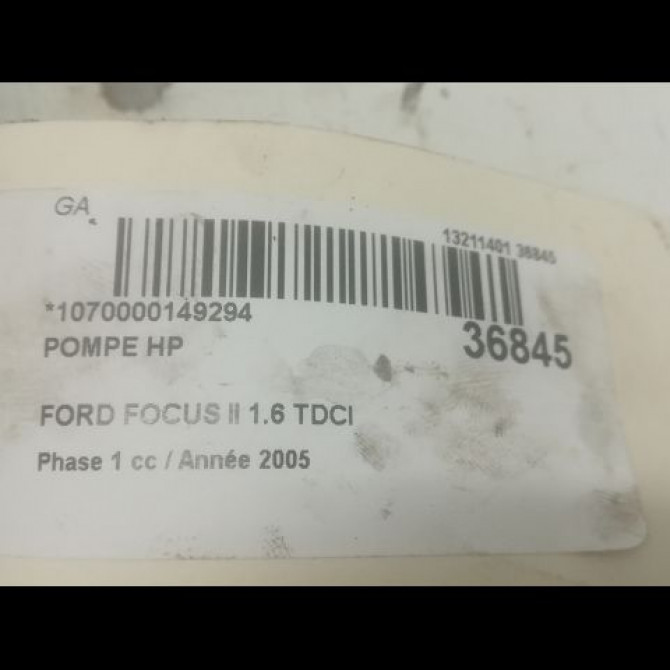 GA
13211401 36845
*1070000149294
36845
POMPE HP
FORD FOCUS II 1.6 TDCI
Phase 1 cc / Année 2005